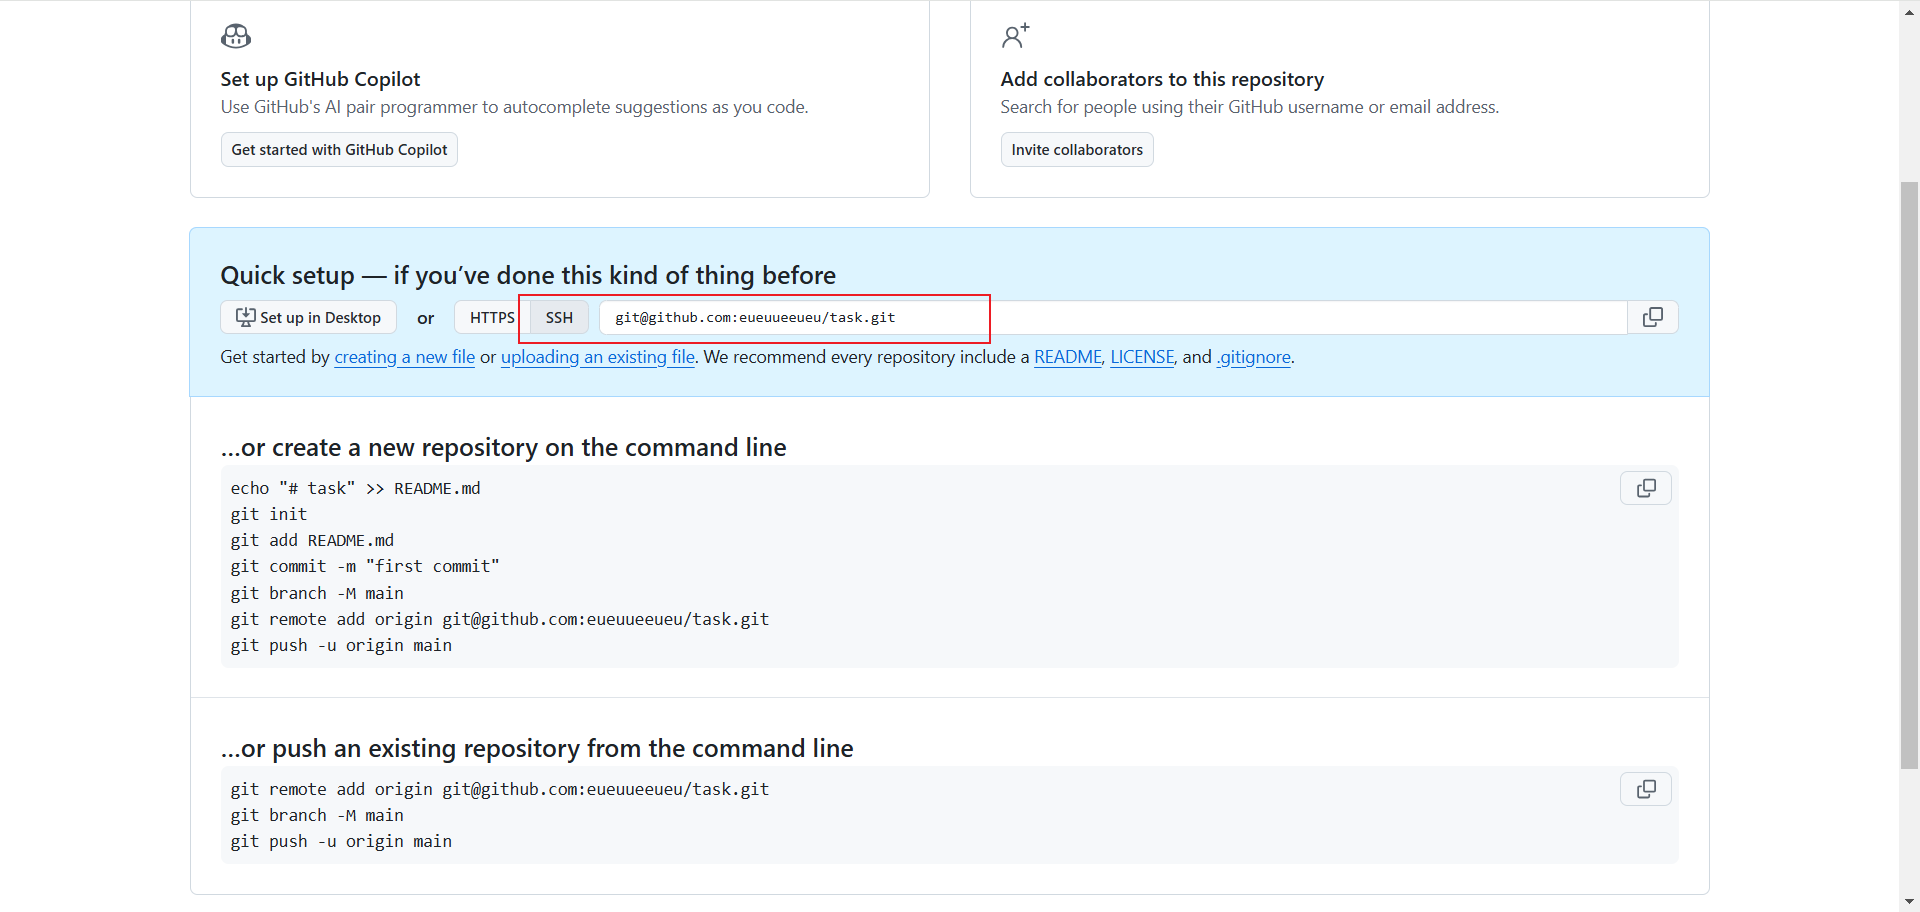 Set up GitHub Copilot
Use GitHub's AI pair programmer to autocomplete suggestions as you code.
Get started with GitHub Copilot
Add collaborators to this repository
Search for people using their GitHub username or email address.
Invite collaborators
Quick setup — if you’ve done this kind of thing before
Set up in Desktop or HTTPS SSH git@github.com:eueuueeueu/task.git
Get started by creating a new file or uploading an existing file. We recommend every repository include a README, LICENSE, and .gitignore.
…or create a new repository on the command line
echo "# task" >> README.md
git init
git add README.md
git commit -m "first commit"
git branch -M main
git remote add origin git@github.com:eueuueeueu/task.git
git push -u origin main
…or push an existing repository from the command line
git remote add origin git@github.com:eueuueeueu/task.git
git branch -M main
git push -u origin main